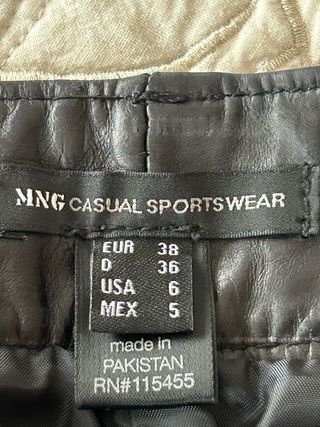 MNG CASUAL SPORTSWEAR
EUR 38
D 36
USA 6
MEX 5
made in
PAKISTAN
RN#115455